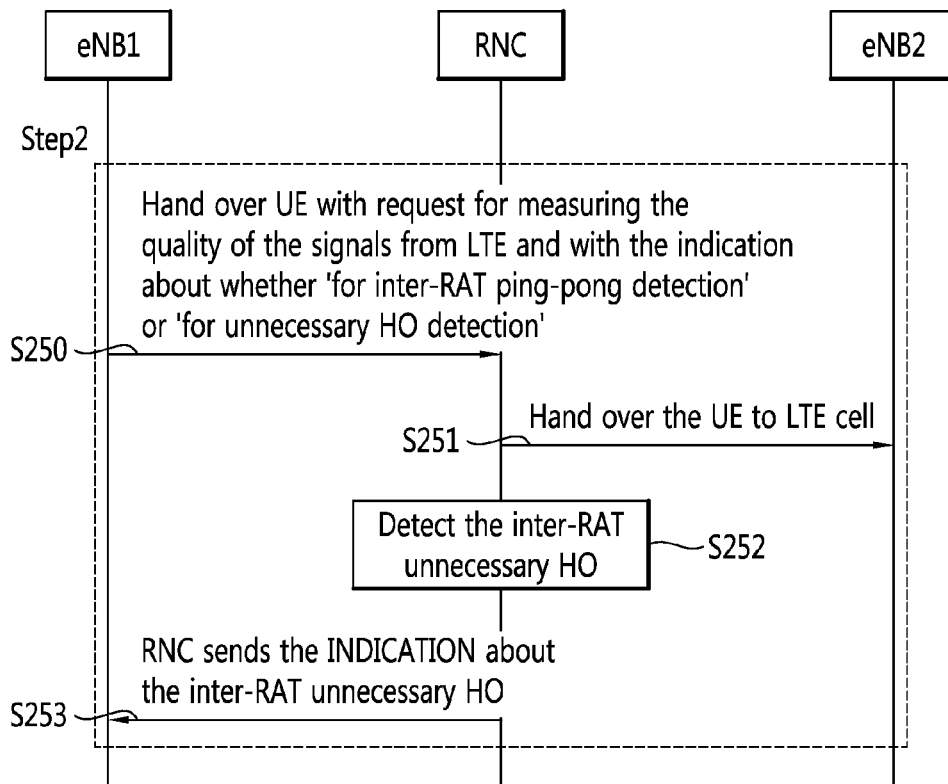 eNB1
RNC
eNB2
Step2
Hand over UE with request for measuring the
quality of the signals from LTE and with the indication
about whether 'for inter-RAT ping-pong detection'
or 'for unnecessary HO detection'
S250
Hand over the UE to LTE cell
S251
Detect the inter-RAT
unnecessary HO
S252
RNC sends the INDICATION about
the inter-RAT unnecessary HO
S253